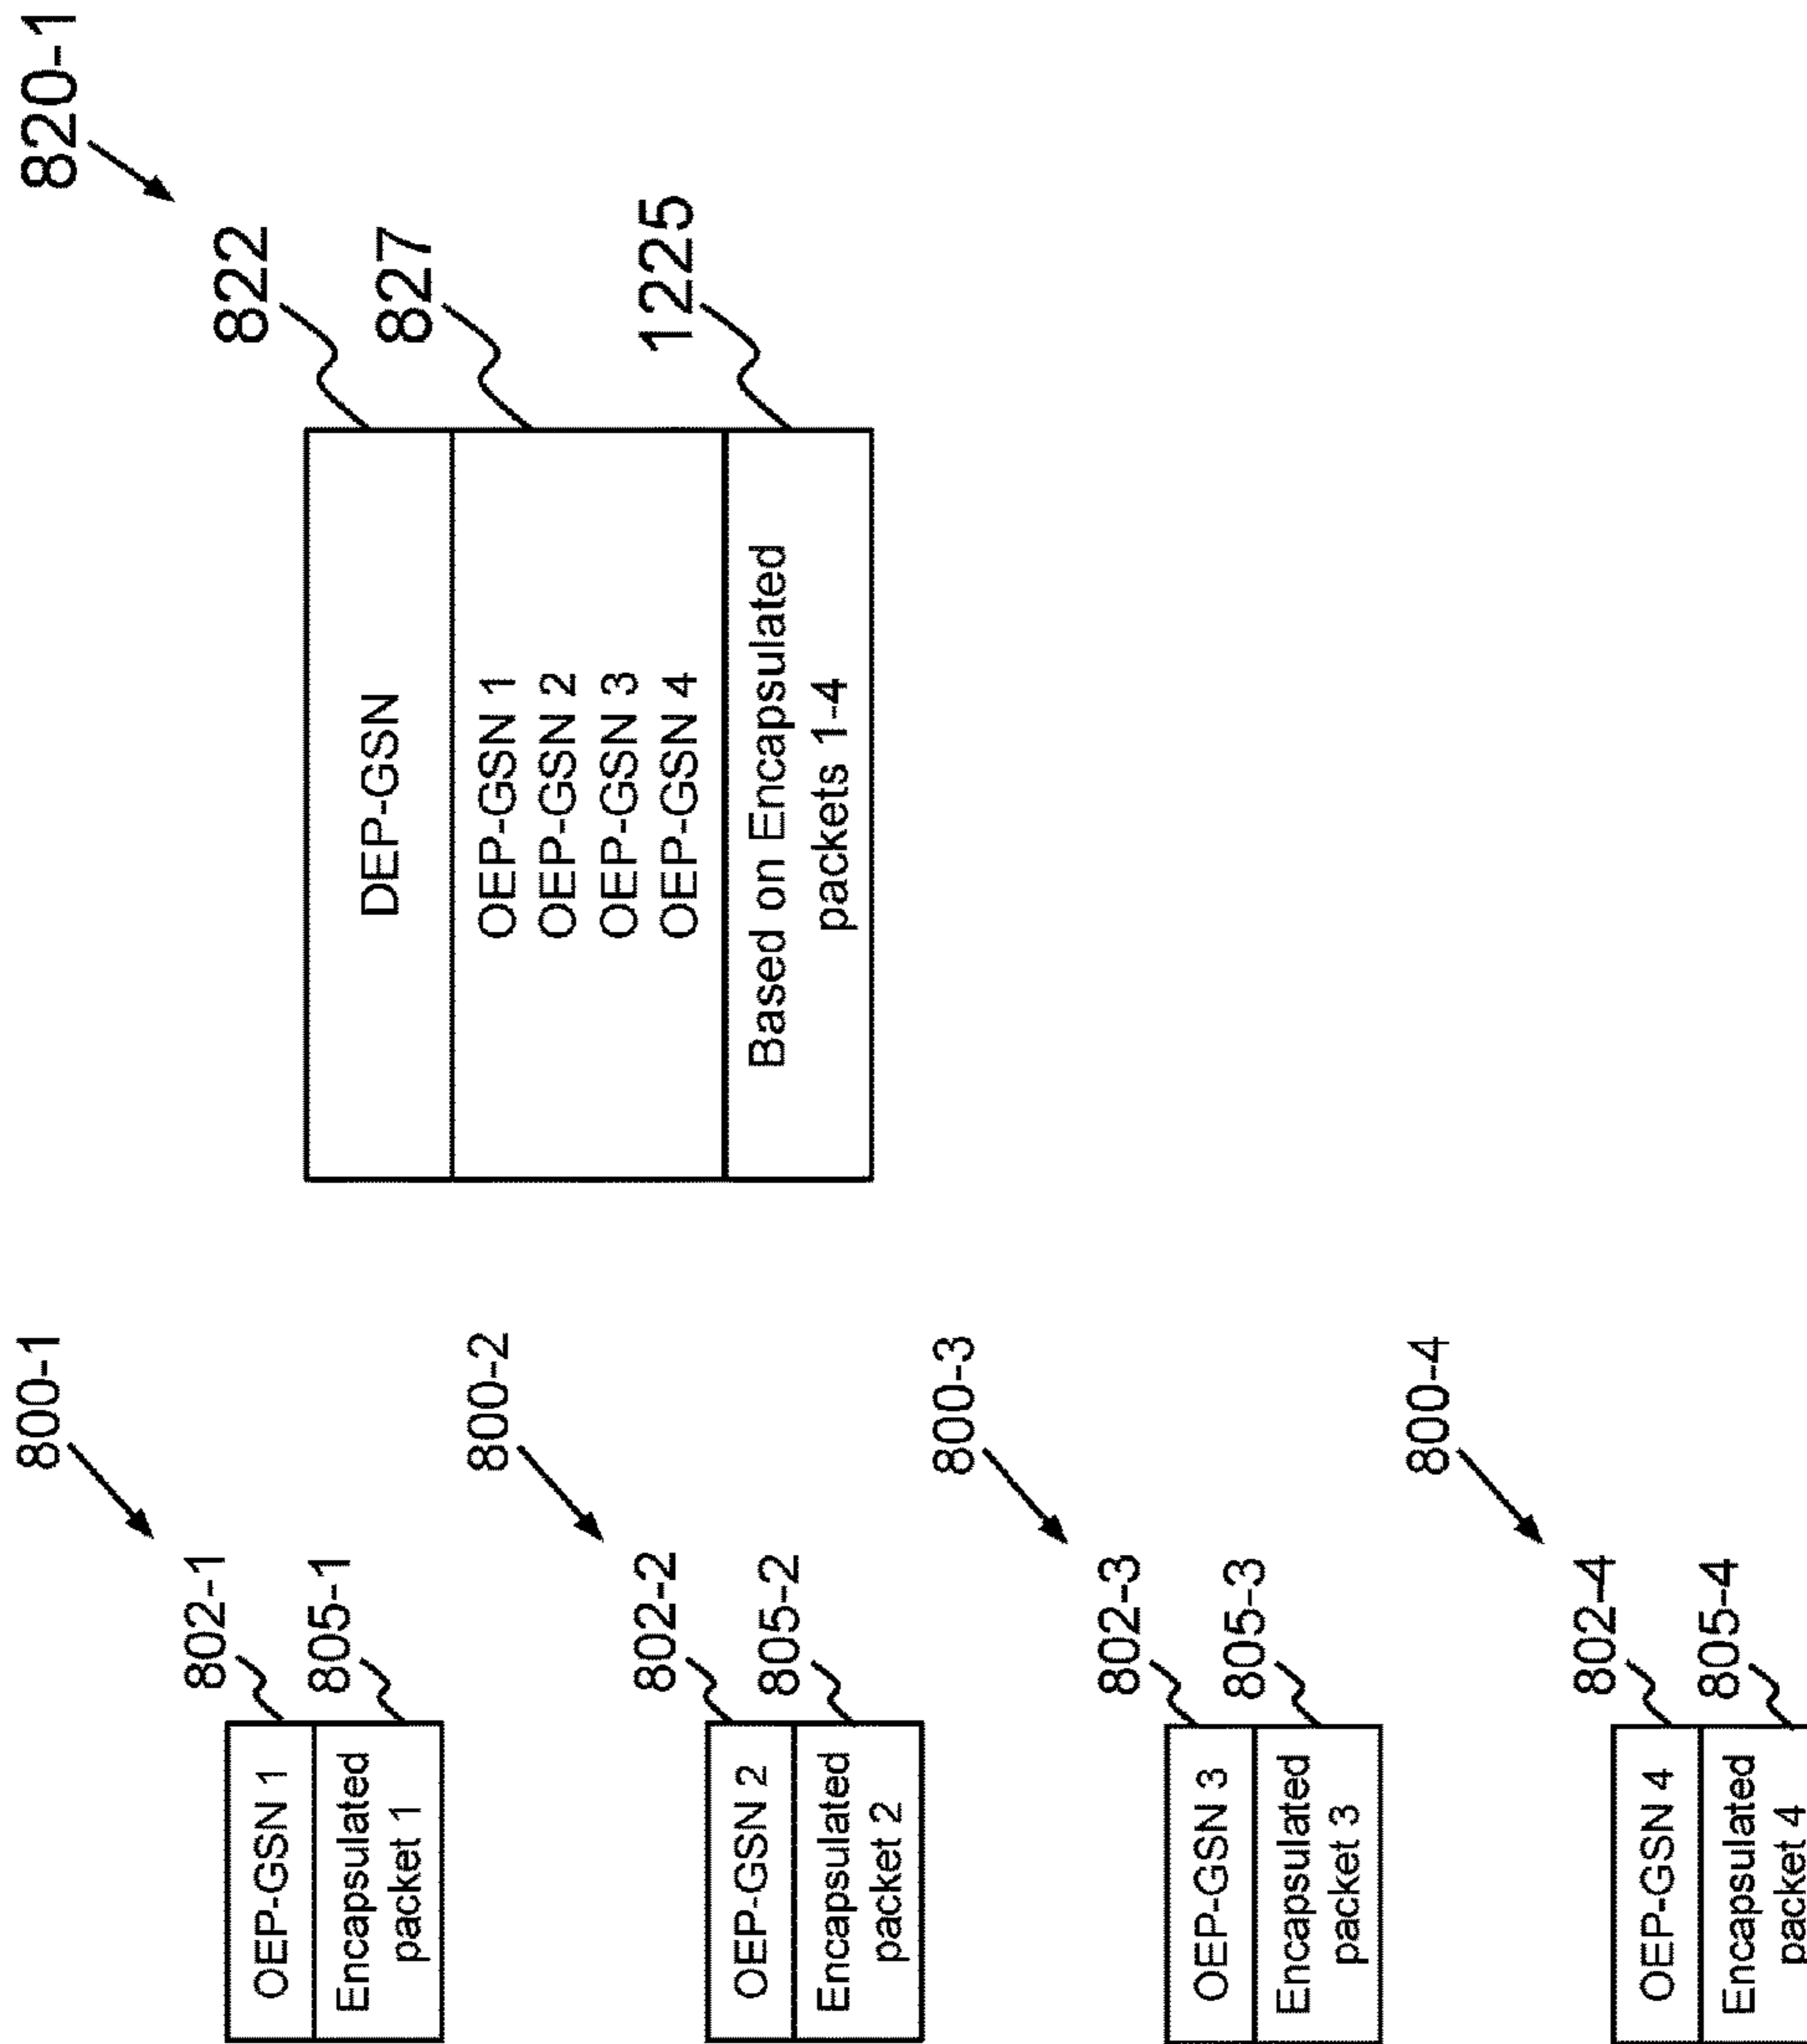 820-1
822
827
1225
DEP-GSN
OEP-GSN 1
OEP-GSN 2
OEP-GSN 3
OEP-GSN 4
Based on Encapsulated
packets 1-4
800-1
802-1
805-1
OEP-GSN 1
Encapsulated
packet 1
800-2
802-2
805-2
OEP-GSN 2
Encapsulated
packet 2
800-3
802-3
805-3
OEP-GSN 3
Encapsulated
packet 3
800-4
802-4
805-4
OEP-GSN 4
Encapsulated
packet 4